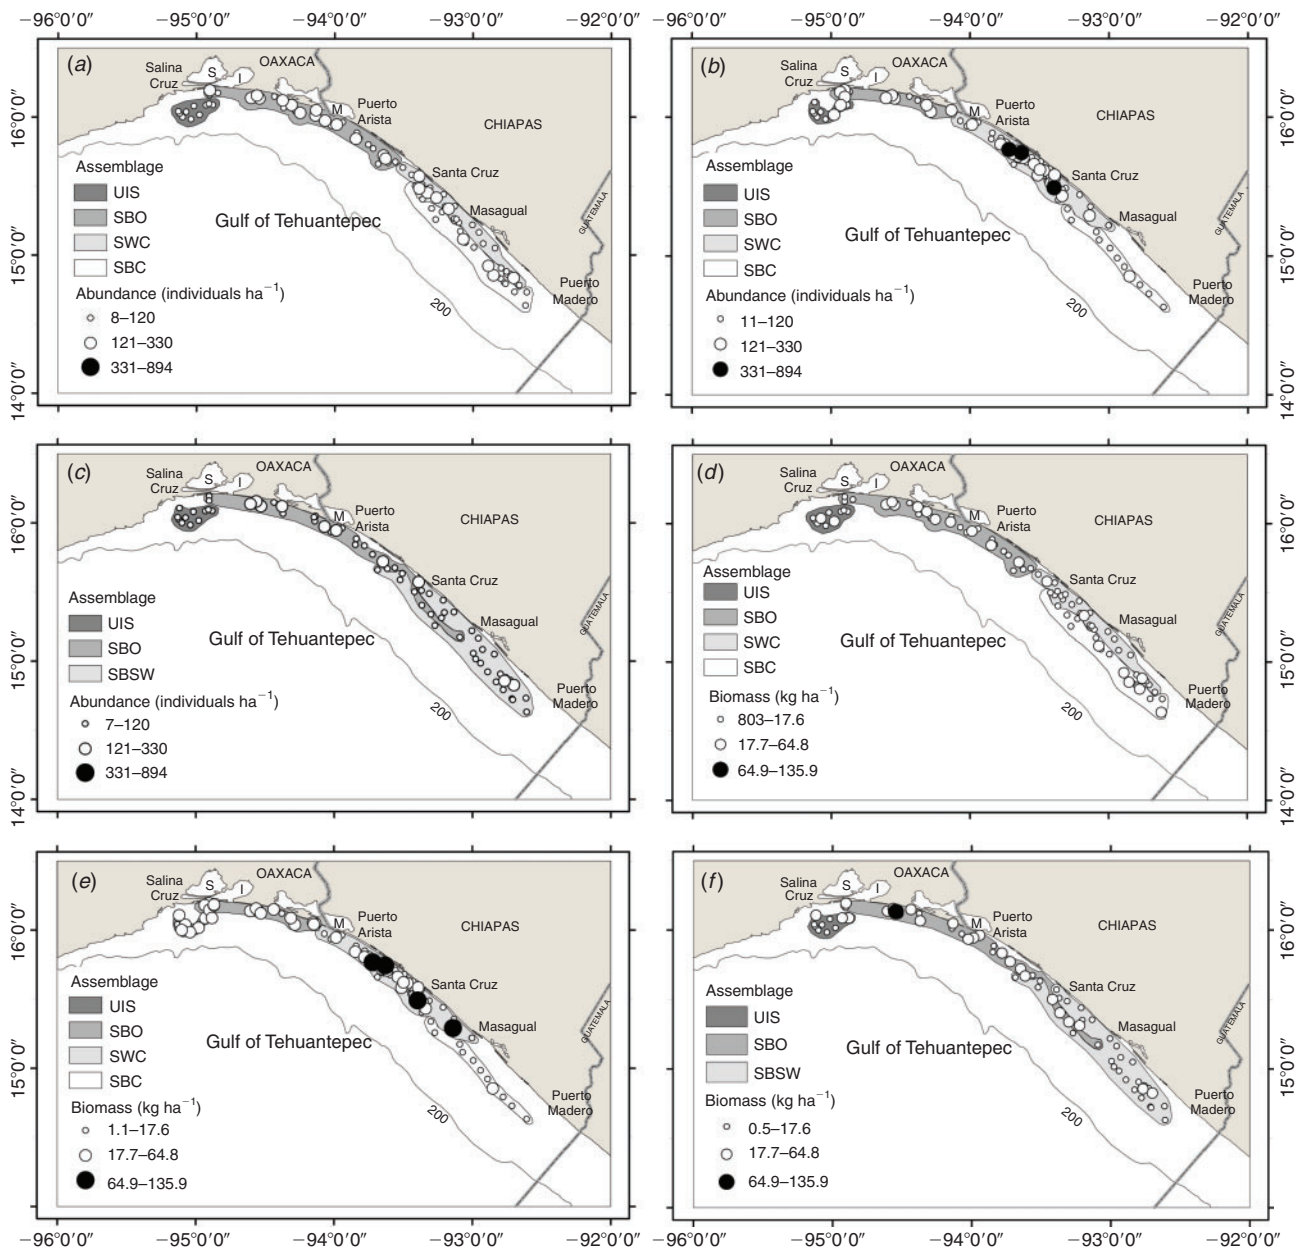 −96°0′0″ −95°0′0″ −94°0′0″ −93°0′0″ −92°0′0″ −96°0′0″ −95°0′0″ −94°0′0″ −93°0′0″ −92°0′0″
(a)
Salina
Cruz
S
I
OAXACA
M
Puerto
Arista
CHIAPAS
Santa Cruz
Masagual
GUATEMALA
Puerto
Madero
Gulf of Tehuantepec
200
Assemblage
UIS
SBO
SWC
SBC
Abundance (individuals ha−1)
8–120
121–330
331–894
16°0′0″
15°0′0″
14°0′0″
(b)
Salina
Cruz
S
I
OAXACA
M
Puerto
Arista
CHIAPAS
Santa Cruz
Masagual
GUATEMALA
Puerto
Madero
Gulf of Tehuantepec
200
Assemblage
UIS
SBO
SWC
SBC
Abundance (individuals ha−1)
11–120
121–330
331–894
16°0′0″
15°0′0″
14°0′0″
(c)
Salina
Cruz
S
I
OAXACA
M
Puerto
Arista
CHIAPAS
Santa Cruz
Masagual
GUATEMALA
Puerto
Madero
Gulf of Tehuantepec
200
Assemblage
UIS
SBO
SBSW
Abundance (individuals ha−1)
7–120
121–330
331–894
16°0′0″
15°0′0″
14°0′0″
(d)
Salina
Cruz
S
I
OAXACA
M
Puerto
Arista
CHIAPAS
Santa Cruz
Masagual
GUATEMALA
Puerto
Madero
Gulf of Tehuantepec
200
Assemblage
UIS
SBO
SWC
SBC
Biomass (kg ha−1)
803–17.6
17.7–64.8
64.9–135.9
16°0′0″
15°0′0″
14°0′0″
(e)
Salina
Cruz
S
I
OAXACA
M
Puerto
Arista
CHIAPAS
Santa Cruz
Masagual
GUATEMALA
Puerto
Madero
Gulf of Tehuantepec
200
Assemblage
UIS
SBO
SWC
SBC
Biomass (kg ha−1)
1.1–17.6
17.7–64.8
64.9–135.9
16°0′0″
15°0′0″
(f)
Salina
Cruz
S
I
OAXACA
M
Puerto
Arista
CHIAPAS
Santa Cruz
Masagual
GUATEMALA
Puerto
Madero
Gulf of Tehuantepec
200
Assemblage
UIS
SBO
SBSW
Biomass (kg ha−1)
0.5–17.6
17.7–64.8
64.9–135.9
16°0′0″
15°0′0″
−96°0′0″ −95°0′0″ −94°0′0″ −93°0′0″ −92°0′0″ −96°0′0″ −95°0′0″ −94°0′0″ −93°0′0″ −92°0′0″